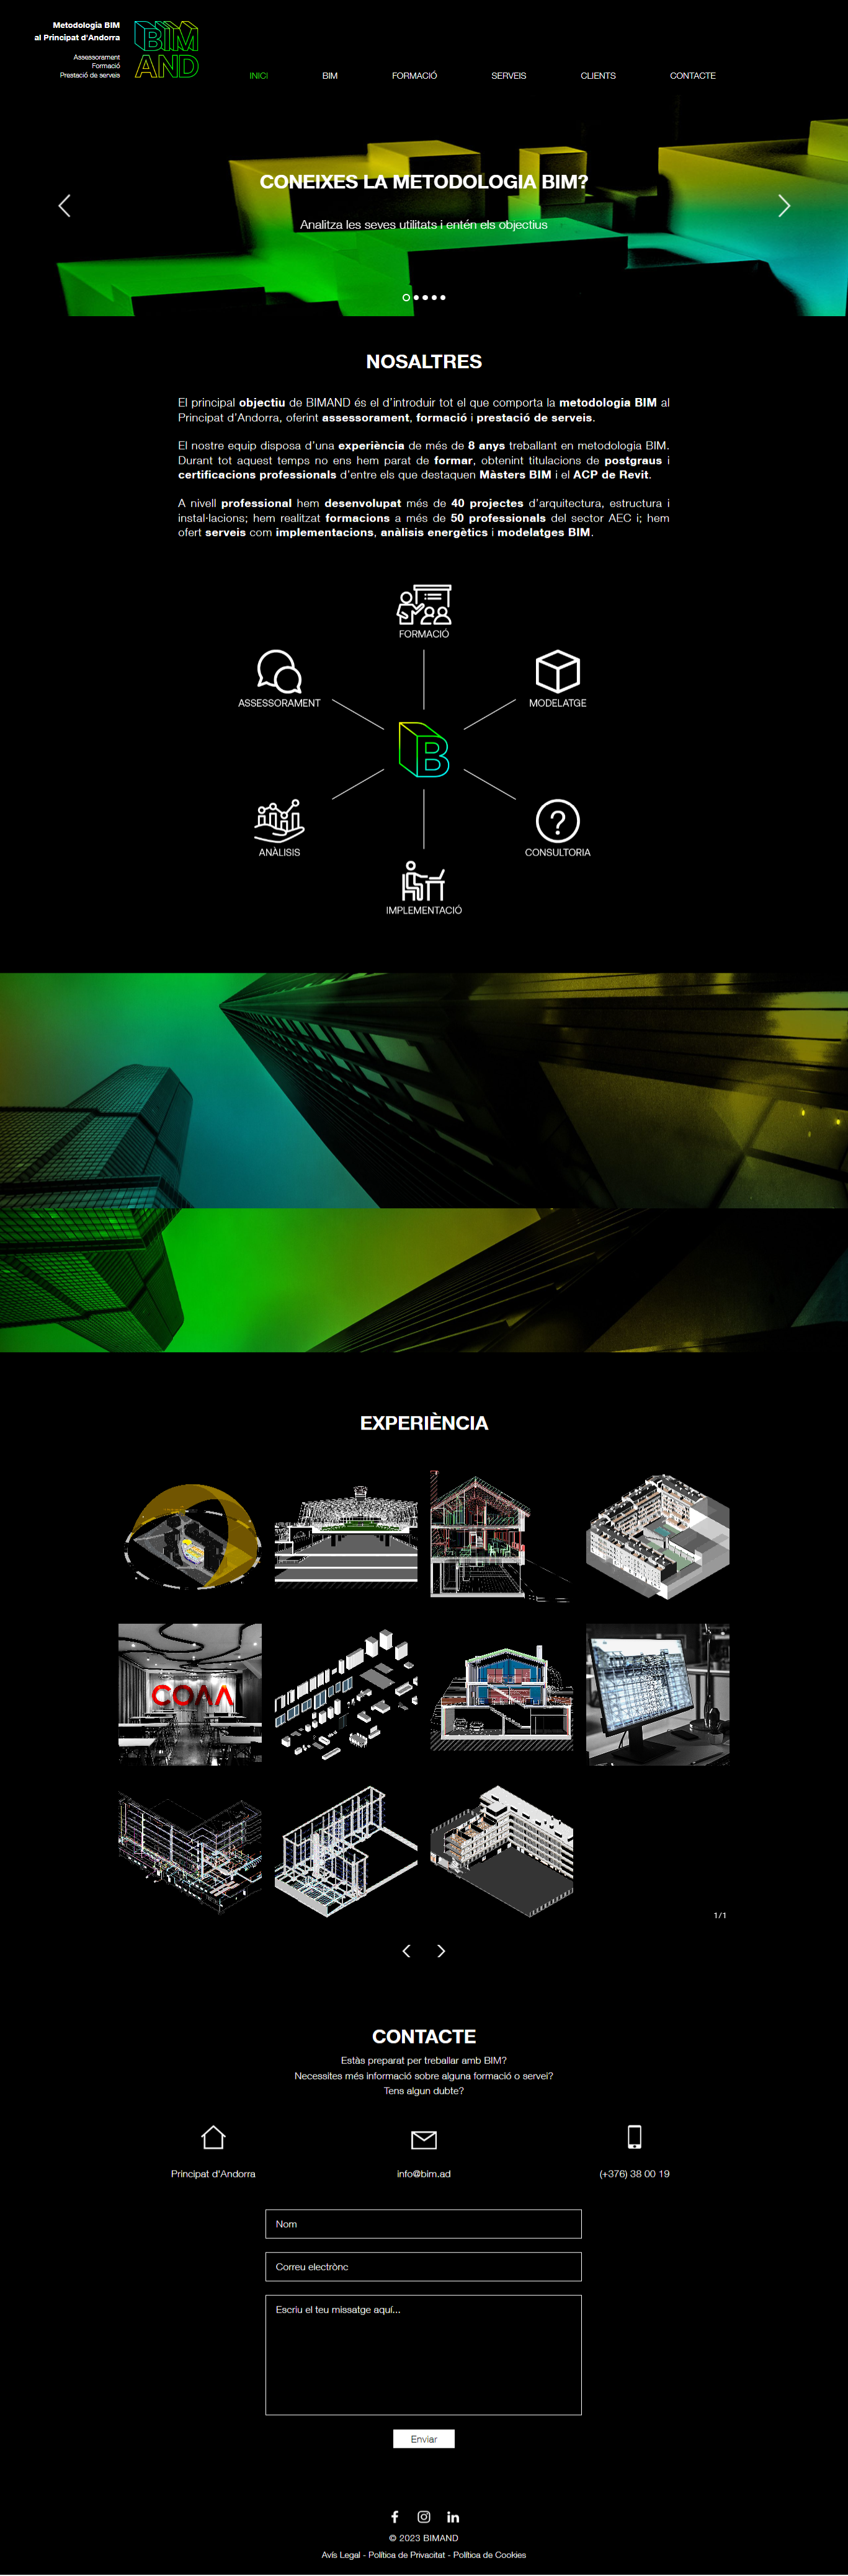 Metodologia BIM
al Principat d'Andorra
Assessorament
Formació
Prestació de serveis
BIM
AND
INICI
BIM
FORMACIÓ
SERVEIS
CLIENTS
CONTACTE
CONEIXES LA METODOLOGIA BIM?
Analitza les seves utilitats i entén els objectius
NOSALTRES
El principal objectiu de BIMAND és el d’introduir tot el que comporta la metodologia BIM al
Principat d’Andorra, oferint assessorament, formació i prestació de serveis.
El nostre equip disposa d’una experiència de més de 8 anys treballant en metodologia BIM.
Durant tot aquest temps no ens hem parat de formar, obtenint titulacions de postgraus i
certificacions professionals d’entre els que destaquen Màsters BIM i el ACP de Revit.
A nivell professional hem desenvolupat més de 40 projectes d’arquitectura, estructura i
instal·lacions; hem realitzat formacions a més de 50 professionals del sector AEC i; hem
ofert serveis com implementacions, anàlisis energètics i modelatges BIM.
FORMACIÓ
ASSESSORAMENT
MODELATGE
B
ANÀLISIS
CONSULTORIA
IMPLEMENTACIÓ
EXPERIÈNCIA
COAA
1/1
CONTACTE
Estàs preparat per treballar amb BIM?
Necessites més informació sobre alguna formació o servei?
Tens algun dubte?
Principat d'Andorra
info@bim.ad
(+376) 38 00 19
Nom
Correu electrònc
Escriu el teu missatge aquí...
Enviar
© 2023 BIMAND
Avís Legal - Política de Privacitat - Política de Cookies